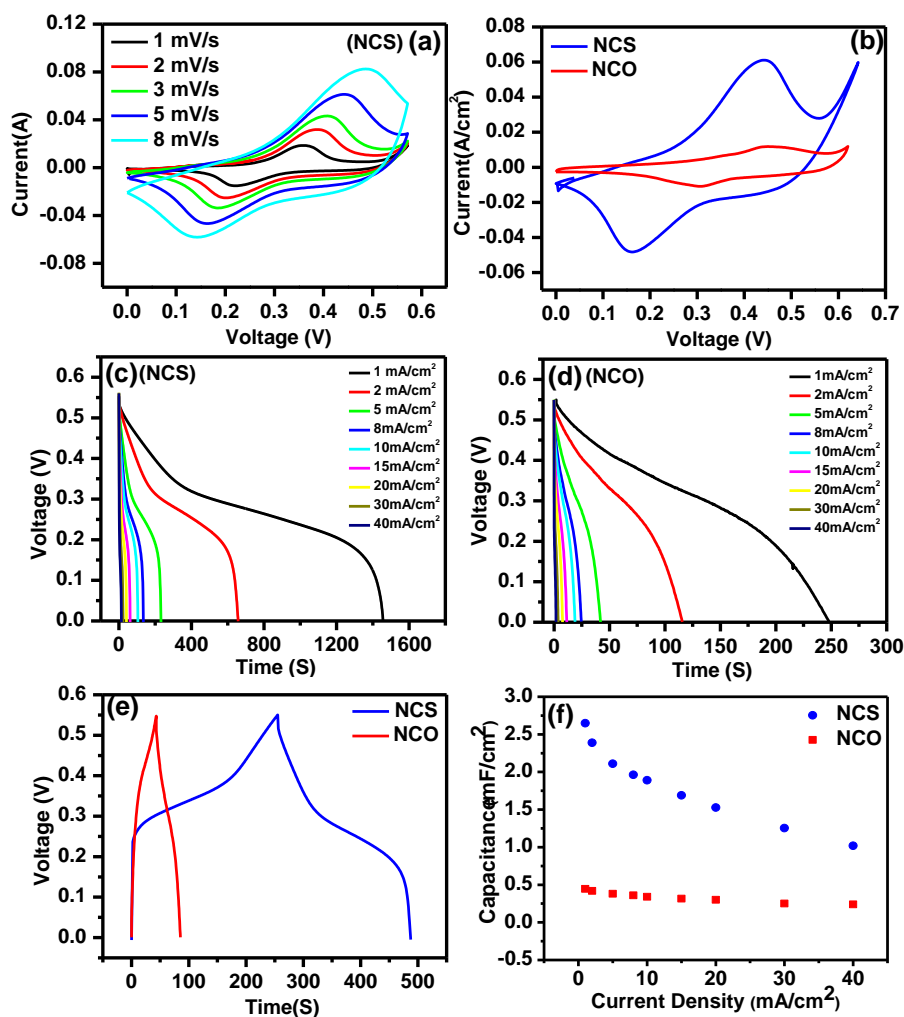 (NCS) (a)
1 mV/s
2 mV/s
3 mV/s
5 mV/s
8 mV/s
0.12
0.08
0.04
0.00
-0.04
-0.08
Current(A)
0.0 0.1 0.2 0.3 0.4 0.5 0.6
Voltage (V)
(b)
NCS
NCO
0.06
0.04
0.02
0.00
-0.02
-0.04
-0.06
Current(A/cm²)
0.0 0.1 0.2 0.3 0.4 0.5 0.6 0.7
Voltage (V)
(c) (NCS)
1 mA/cm²
2 mA/cm²
5 mA/cm²
8mA/cm²
10mA/cm²
15mA/cm²
20mA/cm²
30mA/cm²
40mA/cm²
0.6
0.5
0.4
0.3
0.2
0.1
0.0
Voltage (V)
0 400 800 1200 1600
Time (S)
(d) (NCO)
1mA/cm²
2mA/cm²
5mA/cm²
8mA/cm²
10mA/cm²
15mA/cm²
20mA/cm²
30mA/cm²
40mA/cm²
0.6
0.5
0.4
0.3
0.2
0.1
0.0
Voltage (V)
0 50 100 150 200 250 300
Time (S)
(e)
NCS
NCO
0.6
0.5
0.4
0.3
0.2
0.1
0.0
Voltage (V)
0 100 200 300 400 500
Time(S)
(f)
NCS
NCO
3.0
2.5
2.0
1.5
1.0
0.5
0.0
-0.5
Capacitance(mF/cm²)
0 10 20 30 40
Current Density (mA/cm²)